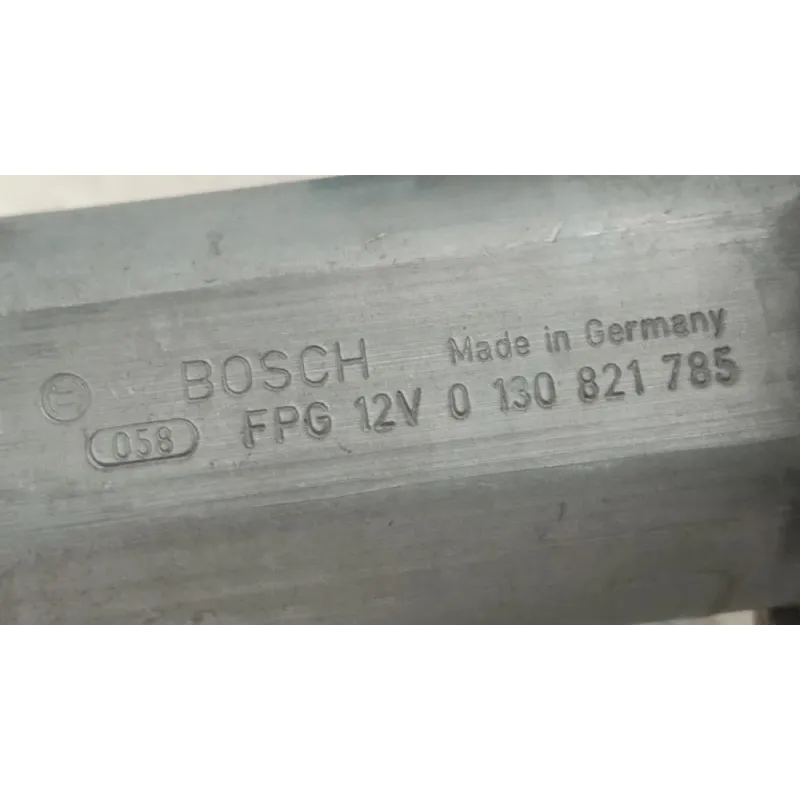 BOSCH Made in Germany
058 FPG 12V 0 130 821 785